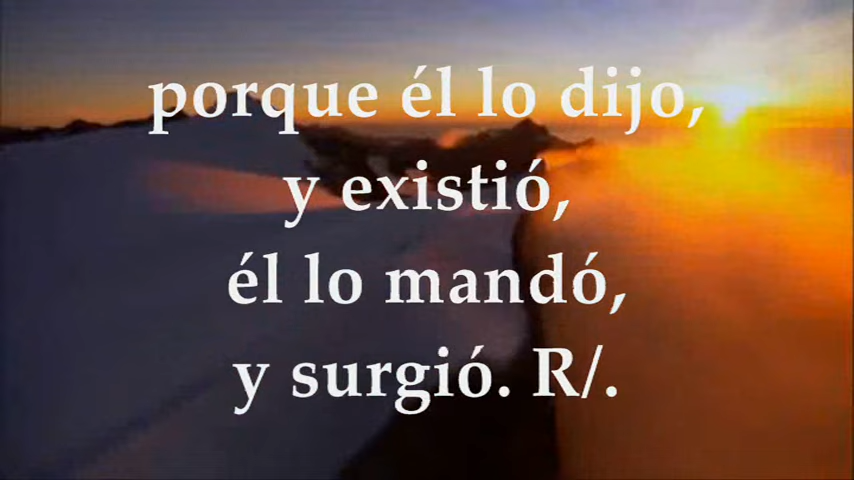 porque él lo dijo,
y existió,
él lo mandó,
y surgió. R/.